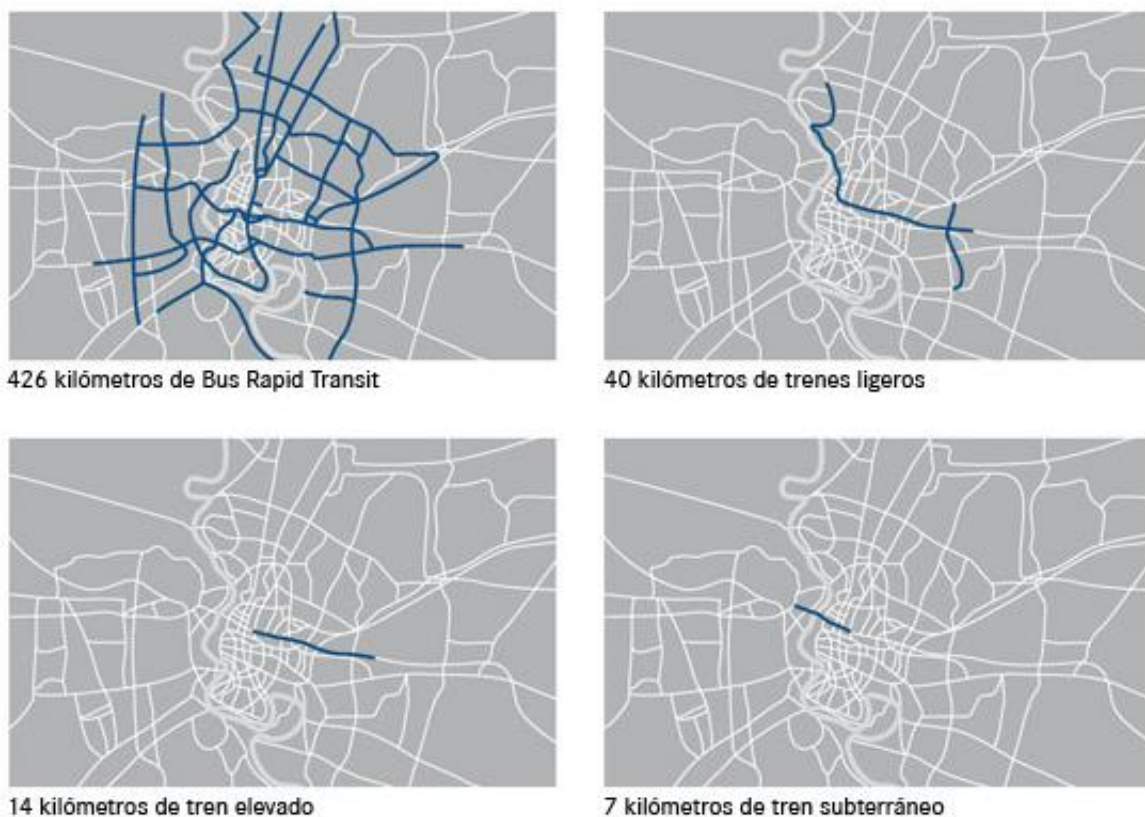 426 kilómetros de Bus Rapid Transit
40 kilómetros de trenes ligeros
14 kilómetros de tren elevado
7 kilómetros de tren subterráneo